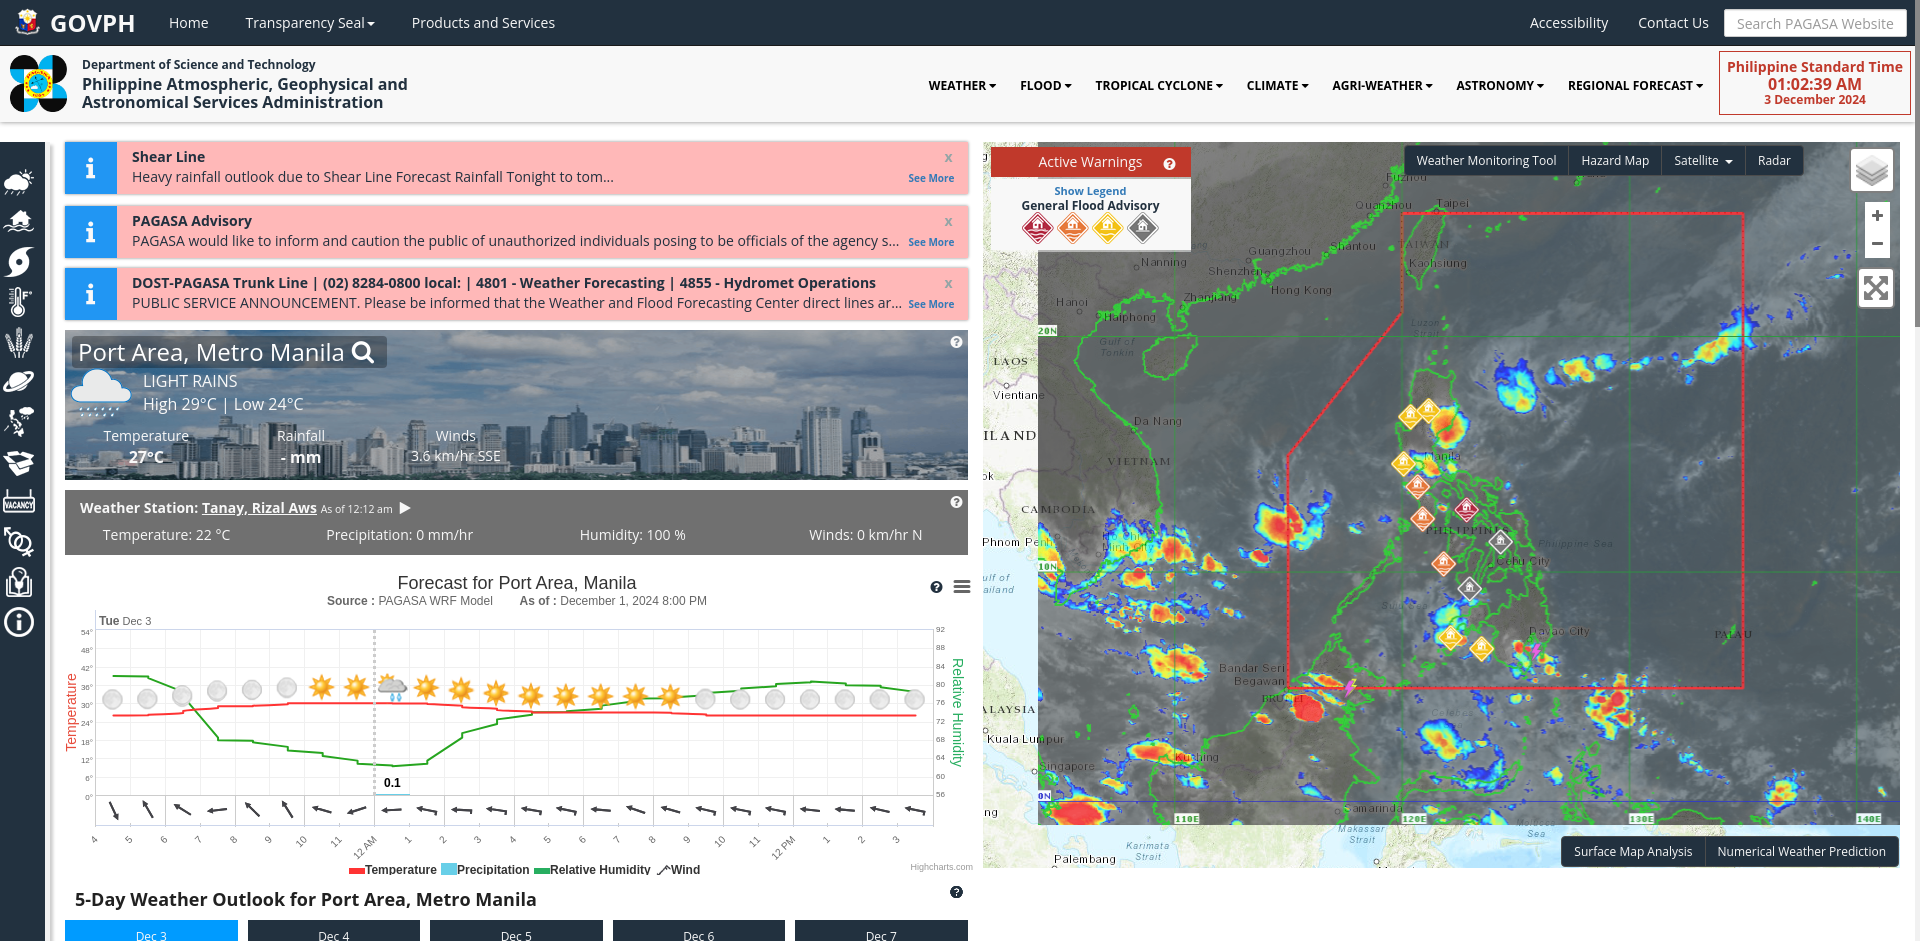 GOVPH
Home
Transparency Seal
Products and Services
Accessibility
Contact Us
Search PAGASA Website
Department of Science and Technology
Philippine Atmospheric, Geophysical and
Astronomical Services Administration
WEATHER
FLOOD
TROPICAL CYCLONE
CLIMATE
AGRI-WEATHER
ASTRONOMY
REGIONAL FORECAST
Philippine Standard Time
01:02:39 AM
3 December 2024
Shear Line
x
Heavy rainfall outlook due to Shear Line Forecast Rainfall Tonight to tom...
See More
PAGASA Advisory
x
PAGASA would like to inform and caution the public of unauthorized individuals posing to be officials of the agency s...
See More
DOST-PAGASA Trunk Line | (02) 8284-0800 local: | 4801 - Weather Forecasting | 4855 - Hydromet Operations
x
PUBLIC SERVICE ANNOUNCEMENT. Please be informed that the Weather and Flood Forecasting Center direct lines ar...
See More
Port Area, Metro Manila
LIGHT RAINS
High 29°C | Low 24°C
Temperature
Rainfall
Winds
27°C
- mm
3.6 km/hr SSE
VACANCY
Weather Station: Tanay, Rizal Aws As of 12:12 am
Temperature: 22 °C
Precipitation: 0 mm/hr
Humidity: 100 %
Winds: 0 km/hr N
Forecast for Port Area, Manila
Source : PAGASA WRF Model
As of : December 1, 2024 8:00 PM
Tue Dec 3
Temperature
54°
48°
42°
36°
30°
24°
18°
12°
6°
0°
92
88
84
80
76
72
68
64
60
56
Relative Humidity
0.1
4 5 6 7 8 9 10 11 12 AM 1 2 3 4 5 6 7 8 9 10 11 12 PM 1 2 3
Temperature
Precipitation
Relative Humidity
Wind
Highcharts.com
5-Day Weather Outlook for Port Area, Metro Manila
Dec 3
Dec 4
Dec 5
Dec 6
Dec 7
Active Warnings
Show Legend
General Flood Advisory
Weather Monitoring Tool
Hazard Map
Satellite
Radar
+
−
Fuzhou
Quanzhou
Taipei
TAIWAN
Kaohsiung
Guangzhou
Shantou
Nanning
Shenzhen
Hong Kong
Hanoi
Zhanjiang
Haiphong
Gulf of
Tonkin
Luzon
Strait
20N
LAOS
Vientiane
Da Nang
ILAND
VIETNAM
Manila
ok
CAMBODIA
PHILIPPINES
Phnom Penh
Ho Chi
Minh City
Philippine Sea
Cebu City
10N
ulf of
ailand
Davao City
PALAU
Bandar Seri
Begawan
BRUNEI
ALAYSIA
Celebes
Kuala Lumpur
Kuching
Singapore
0N
ng
Samarinda
110E
120E
130E
140E
Makassar
Strait
Karimata
Strait
Sea
Palembang
Surface Map Analysis
Numerical Weather Prediction